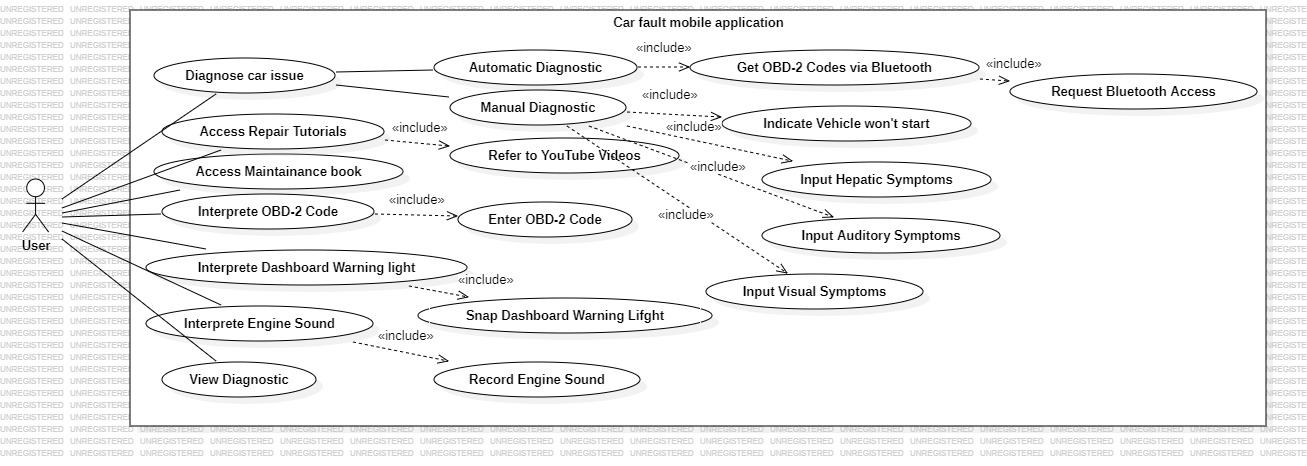 Car fault mobile application
«include»
Diagnose car issue
Automatic Diagnostic
Get OBD-2 Codes via Bluetooth
«include»
Request Bluetooth Access
Manual Diagnostic
«include»
Indicate Vehicle won't start
Access Repair Tutorials
«include»
«include»
Refer to YouTube Videos
Access Maintainance book
«include»
Input Hepatic Symptoms
Interprete OBD-2 Code
«include»
Enter OBD-2 Code
«include»
Input Auditory Symptoms
User
Interprete Dashboard Warning light
«include»
Input Visual Symptoms
Snap Dashboard Warning Lifght
Interprete Engine Sound
«include»
View Diagnostic
Record Engine Sound
UNREGISTERED